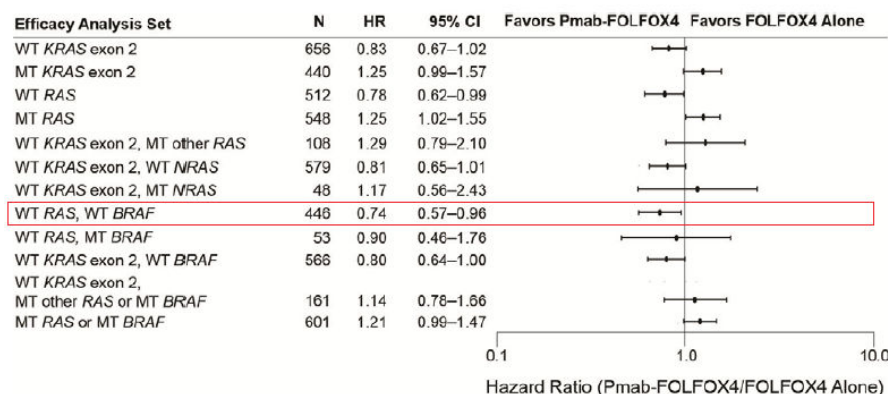 Efficacy Analysis Set N HR 95% CI Favors Pmab-FOLFOX4 Favors FOLFOX4 Alone
WT KRAS exon 2 656 0.83 0.67–1.02
MT KRAS exon 2 440 1.25 0.99–1.57
WT RAS 512 0.78 0.62–0.99
MT RAS 548 1.25 1.02–1.55
WT KRAS exon 2, MT other RAS 108 1.29 0.79–2.10
WT KRAS exon 2, WT NRAS 579 0.81 0.65–1.01
WT KRAS exon 2, MT NRAS 48 1.17 0.56–2.43
WT RAS, WT BRAF 446 0.74 0.57–0.96
WT RAS, MT BRAF 53 0.90 0.46–1.76
WT KRAS exon 2, WT BRAF 566 0.80 0.64–1.00
WT KRAS exon 2,
MT other RAS or MT BRAF 161 1.14 0.78–1.66
MT RAS or MT BRAF 601 1.21 0.99–1.47
0.1 1.0 10.0
Hazard Ratio (Pmab-FOLFOX4/FOLFOX4 Alone)